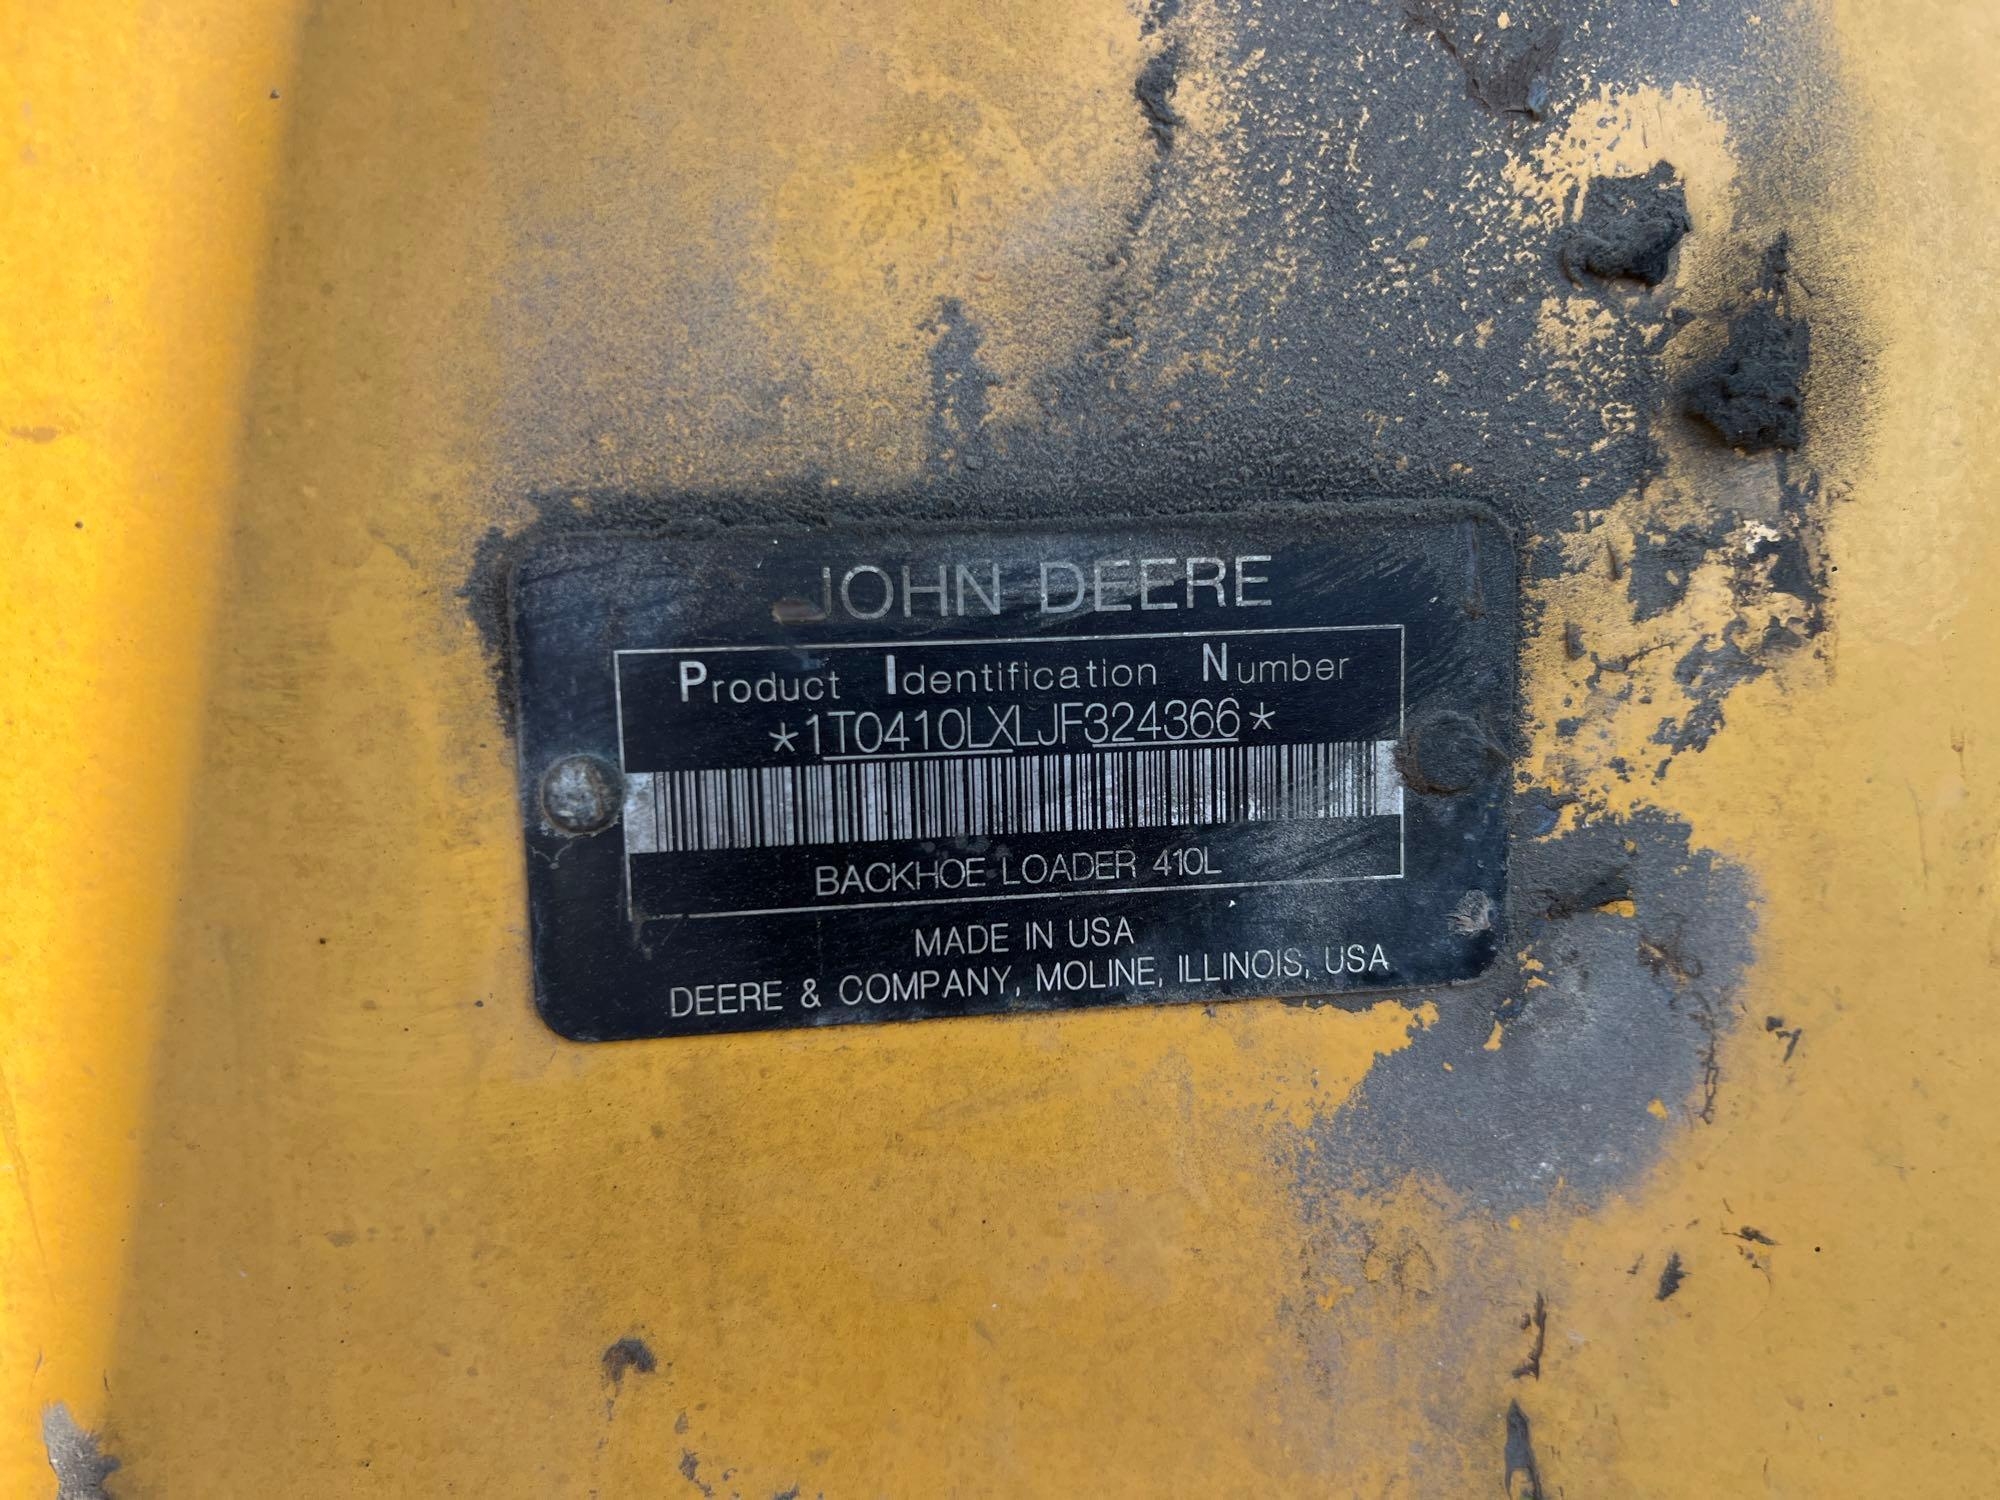 JOHN DEERE
Product Identification Number
*1T0410LXLJF324366*
BACKHOE LOADER 410L
MADE IN USA
DEERE & COMPANY, MOLINE, ILLINOIS, USA